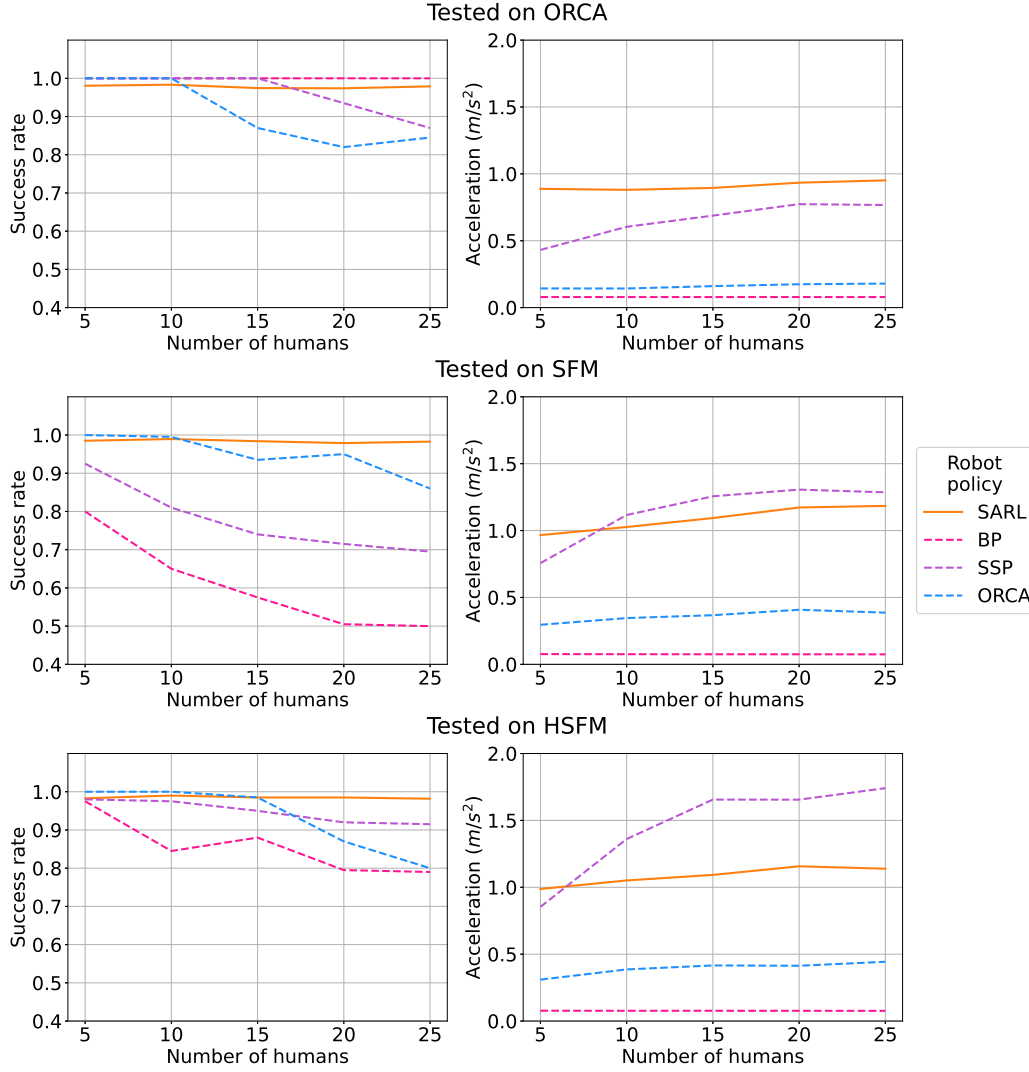 Tested on ORCA
Success rate
1.0
0.9
0.8
0.7
0.6
0.5
0.4
5 10 15 20 25
Number of humans
Acceleration (m/s²)
2.0
1.5
1.0
0.5
0.0
5 10 15 20 25
Number of humans
Tested on SFM
Success rate
1.0
0.9
0.8
0.7
0.6
0.5
0.4
5 10 15 20 25
Number of humans
Acceleration (m/s²)
2.0
1.5
1.0
0.5
0.0
5 10 15 20 25
Number of humans
Robot
policy
SARL
BP
SSP
ORCA
Tested on HSFM
Success rate
1.0
0.9
0.8
0.7
0.6
0.5
0.4
5 10 15 20 25
Number of humans
Acceleration (m/s²)
2.0
1.5
1.0
0.5
0.0
5 10 15 20 25
Number of humans